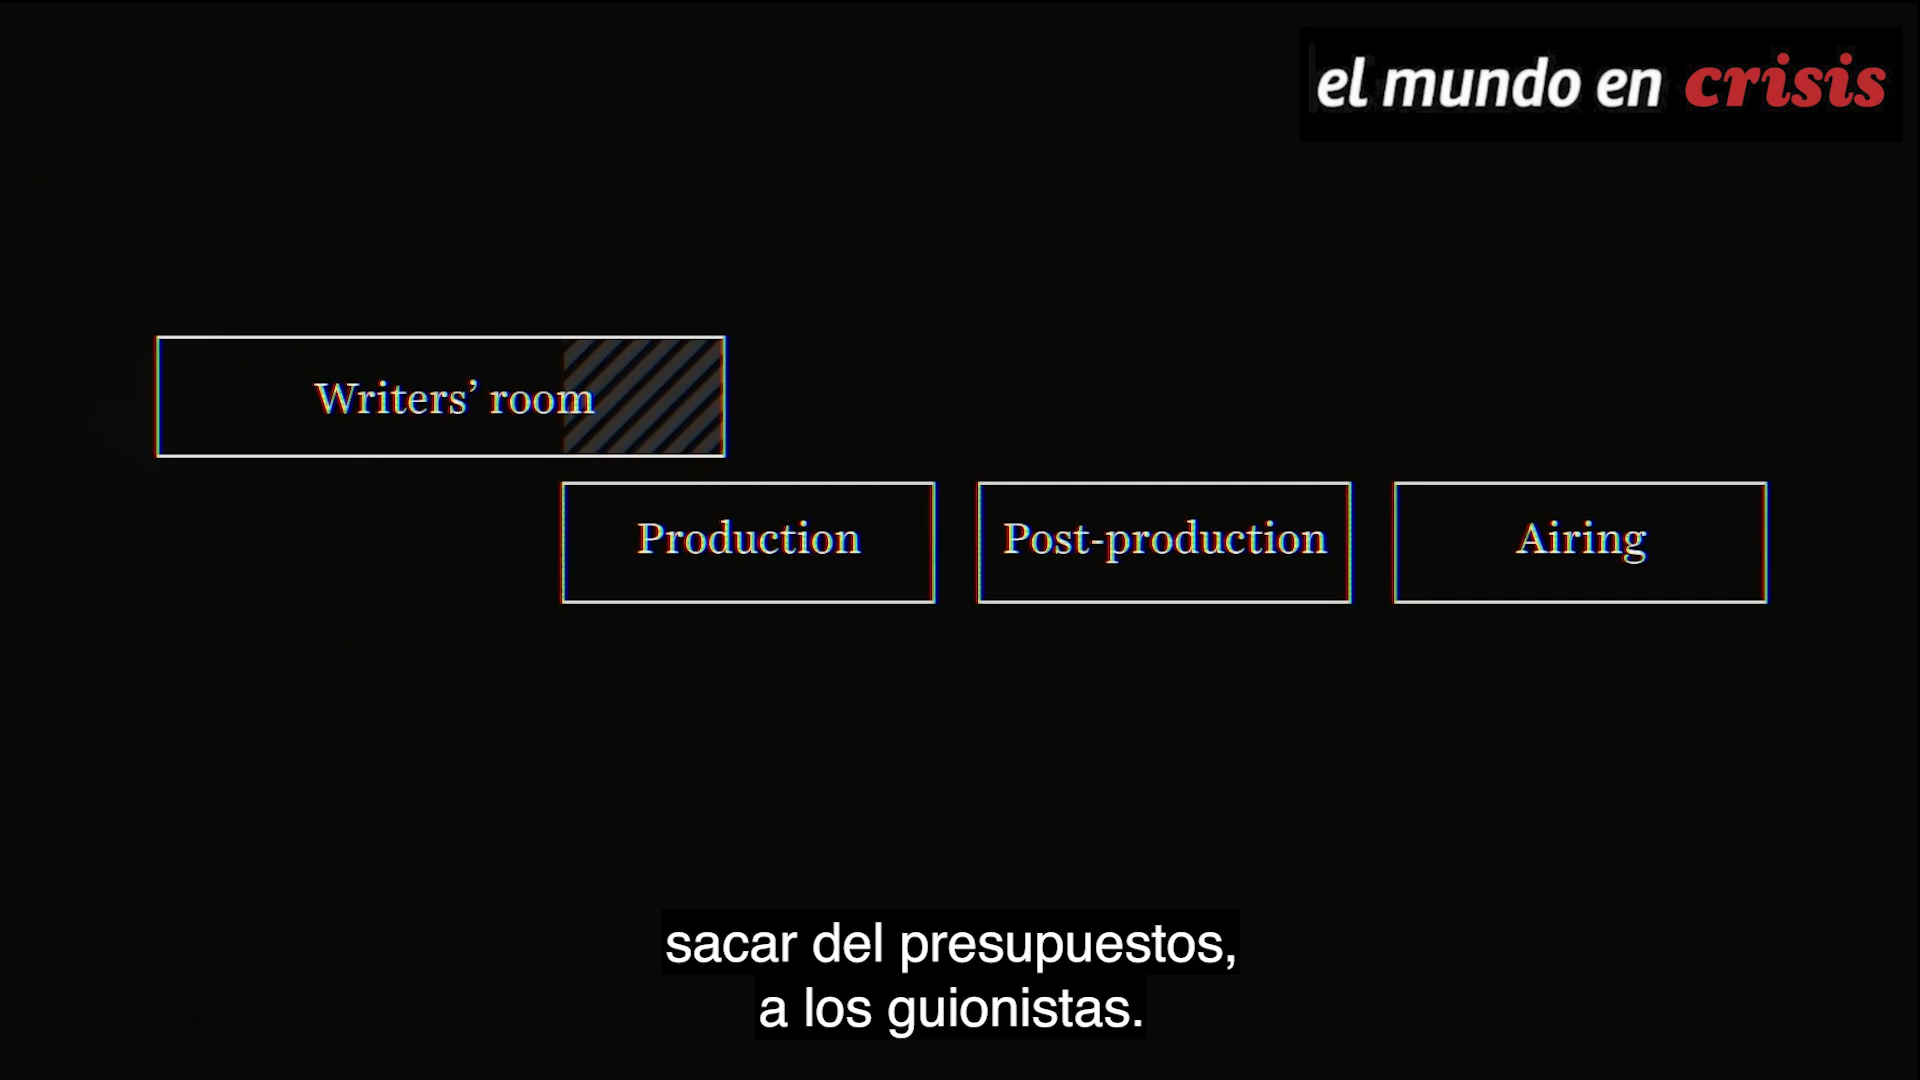 el mundo en crisis
Writers’ room
Production
Post-production
Airing
sacar del presupuestos,
a los guionistas.